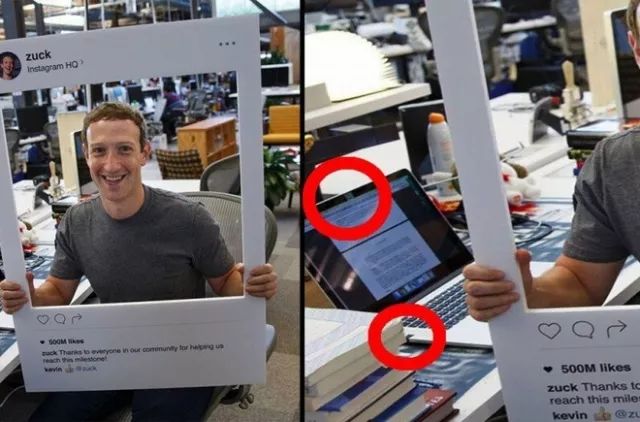 zuck
Instagram HQ >
500M likes
zuck Thanks to everyone in our community for helping us
reach this milestone!
kevin 👍 @zuck
500M likes
zuck Thanks to
reach this miles
kevin 👍 @zu